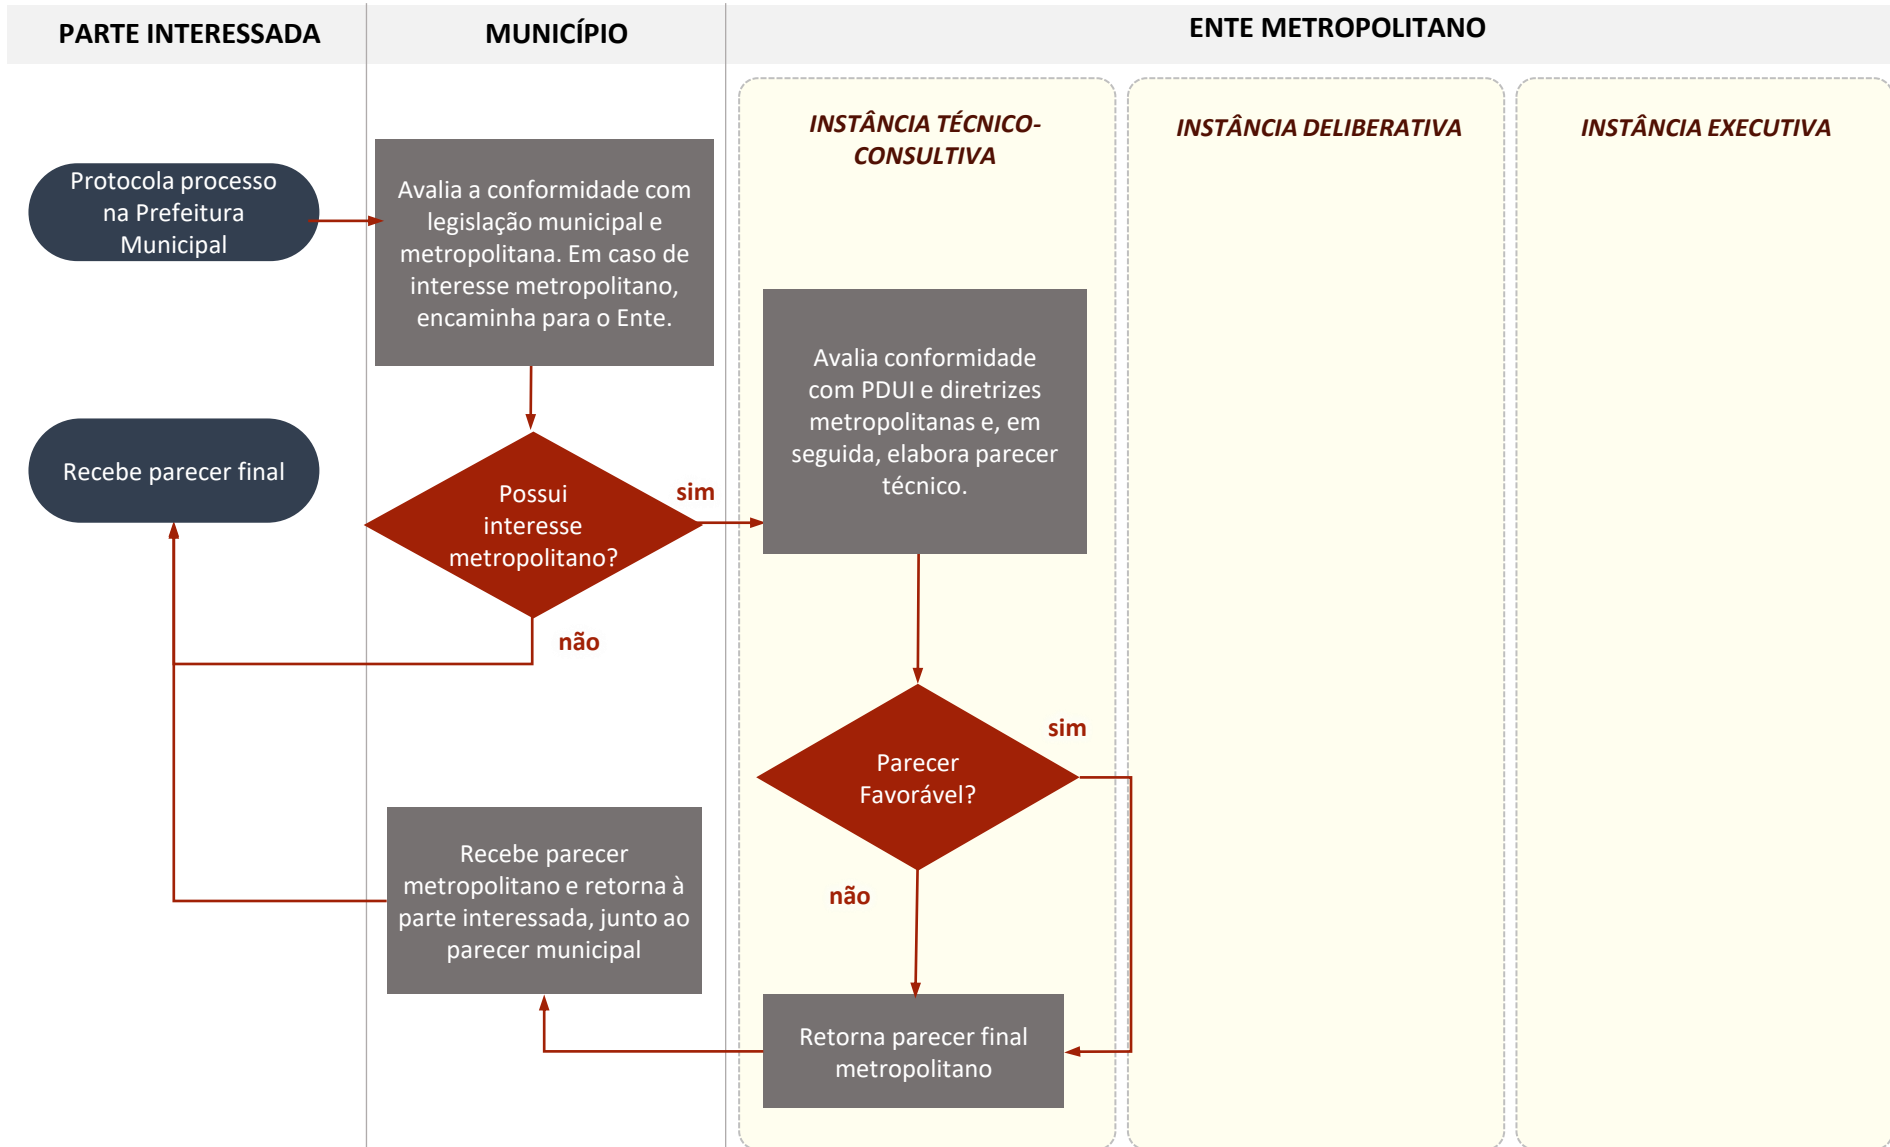 PARTE INTERESSADA
MUNICÍPIO
ENTE METROPOLITANO
INSTÂNCIA TÉCNICO-
CONSULTIVA
INSTÂNCIA DELIBERATIVA
INSTÂNCIA EXECUTIVA
Protocola processo
na Prefeitura
Municipal
Avalia a conformidade com
legislação municipal e
metropolitana. Em caso de
interesse metropolitano,
encaminha para o Ente.
Avalia conformidade
com PDUI e diretrizes
metropolitanas e, em
seguida, elabora parecer
técnico.
Recebe parecer final
Possui
interesse
metropolitano?
sim
não
Parecer
Favorável?
sim
não
Recebe parecer
metropolitano e retorna à
parte interessada, junto ao
parecer municipal
Retorna parecer final
metropolitano